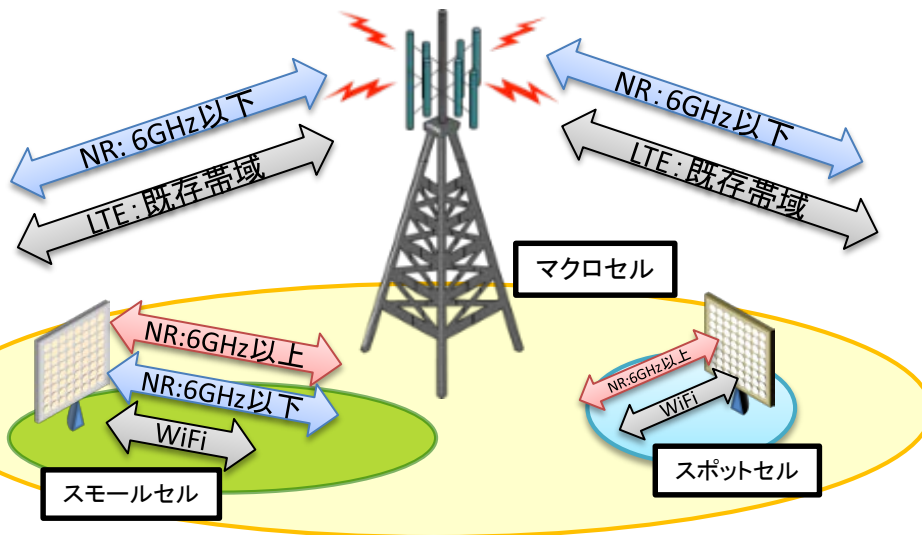 NR: 6GHz以下
LTE：既存帯域
NR：6GHz以下
LTE：既存帯域
マクロセル
NR:6GHz以上
NR:6GHz以下
WiFi
スモールセル
NR:6GHz以上
WiFi
スポットセル